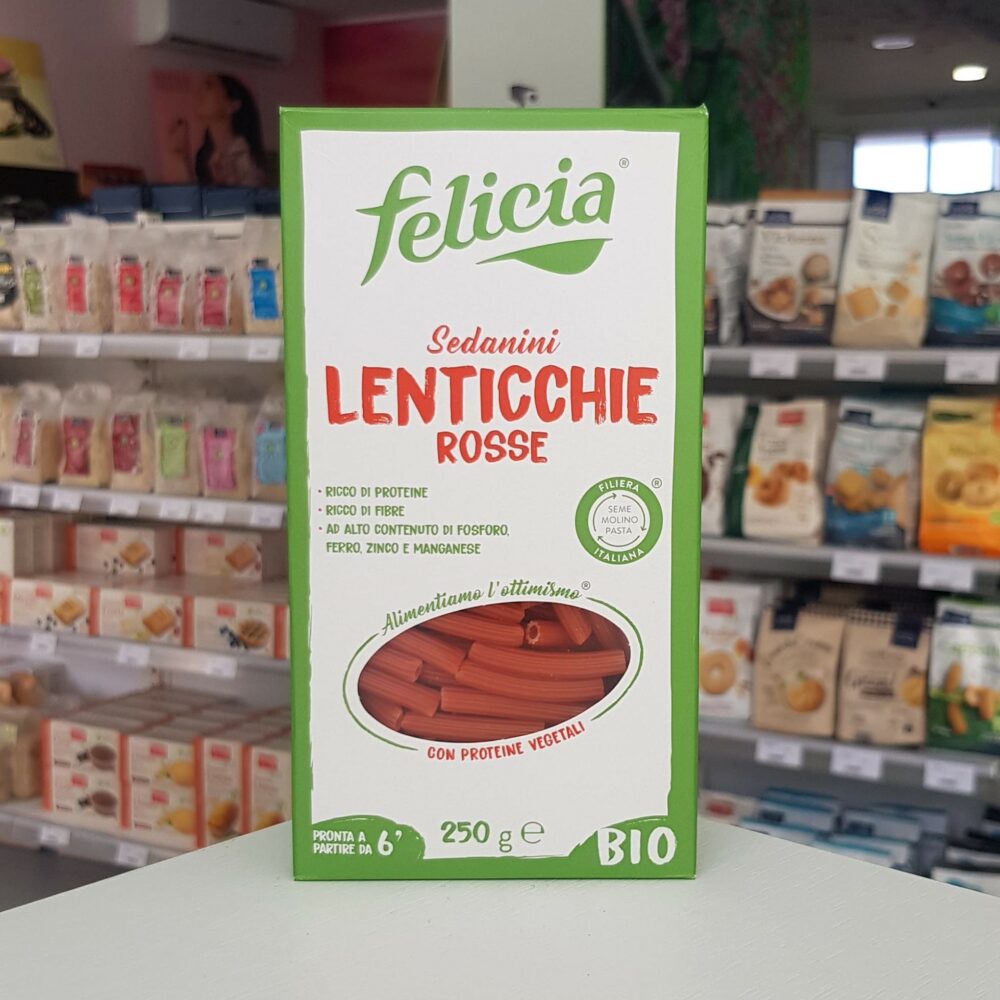 felicia®
Sedanini
LENTICCHIE
ROSSE
• RICCO DI PROTEINE
• RICCO DI FIBRE
• AD ALTO CONTENUTO DI FOSFORO,
FERRO, ZINCO E MANGANESE
FILIERA ®
SEME
MOLINO
PASTA
ITALIANA
Alimentiamo l'ottimismo®
CON PROTEINE VEGETALI
PRONTA A
PARTIRE DA 6'
250 g ℮
BIO